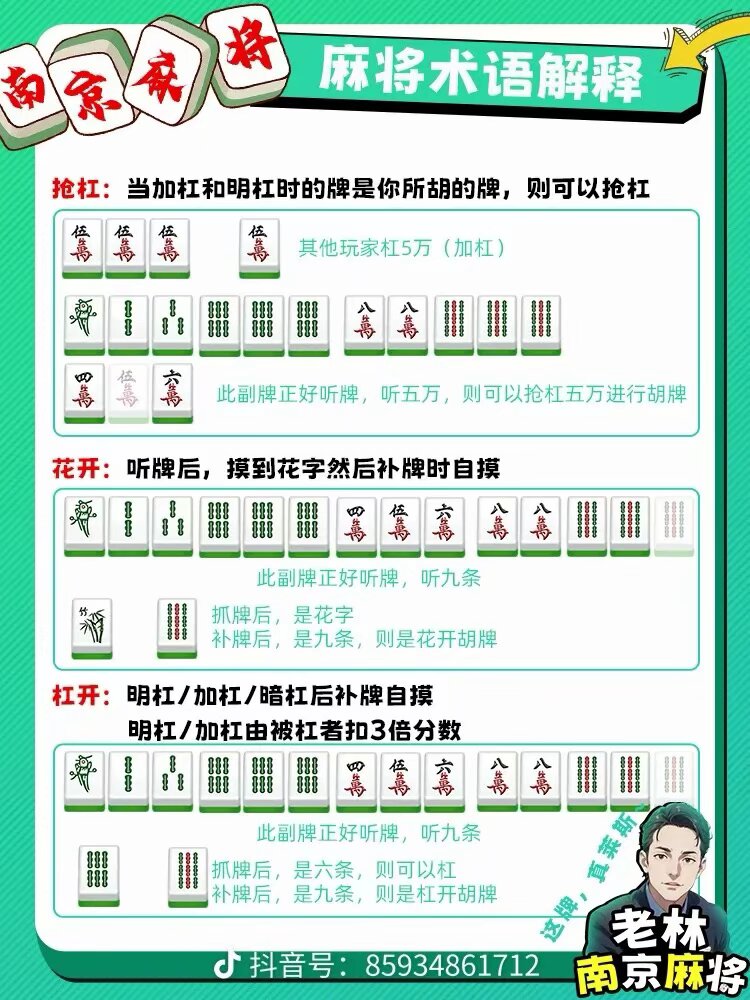 南京麻将
麻将术语解释
抢杠：当加杠和明杠时的牌是你所胡的牌，则可以抢杠
伍萬 伍萬 伍萬 伍萬
其他玩家杠5万（加杠）
八萬 八萬
四萬 伍萬 六萬
此副牌正好听牌，听五万，则可以抢杠五万进行胡牌
花开：听牌后，摸到花字然后补牌时自摸
四萬 伍萬 六萬 八萬 八萬
此副牌正好听牌，听九条
竹
抓牌后，是花字
补牌后，是九条，则是花开胡牌
杠开：明杠/加杠/暗杠后补牌自摸
明杠/加杠由被杠者扣3倍分数
四萬 伍萬 六萬 八萬 八萬
此副牌正好听牌，听九条
抓牌后，是六条，则可以杠
补牌后，是九条，则是杠开胡牌
这牌，真莱斯~
老林
南京麻将
抖音号：85934861712